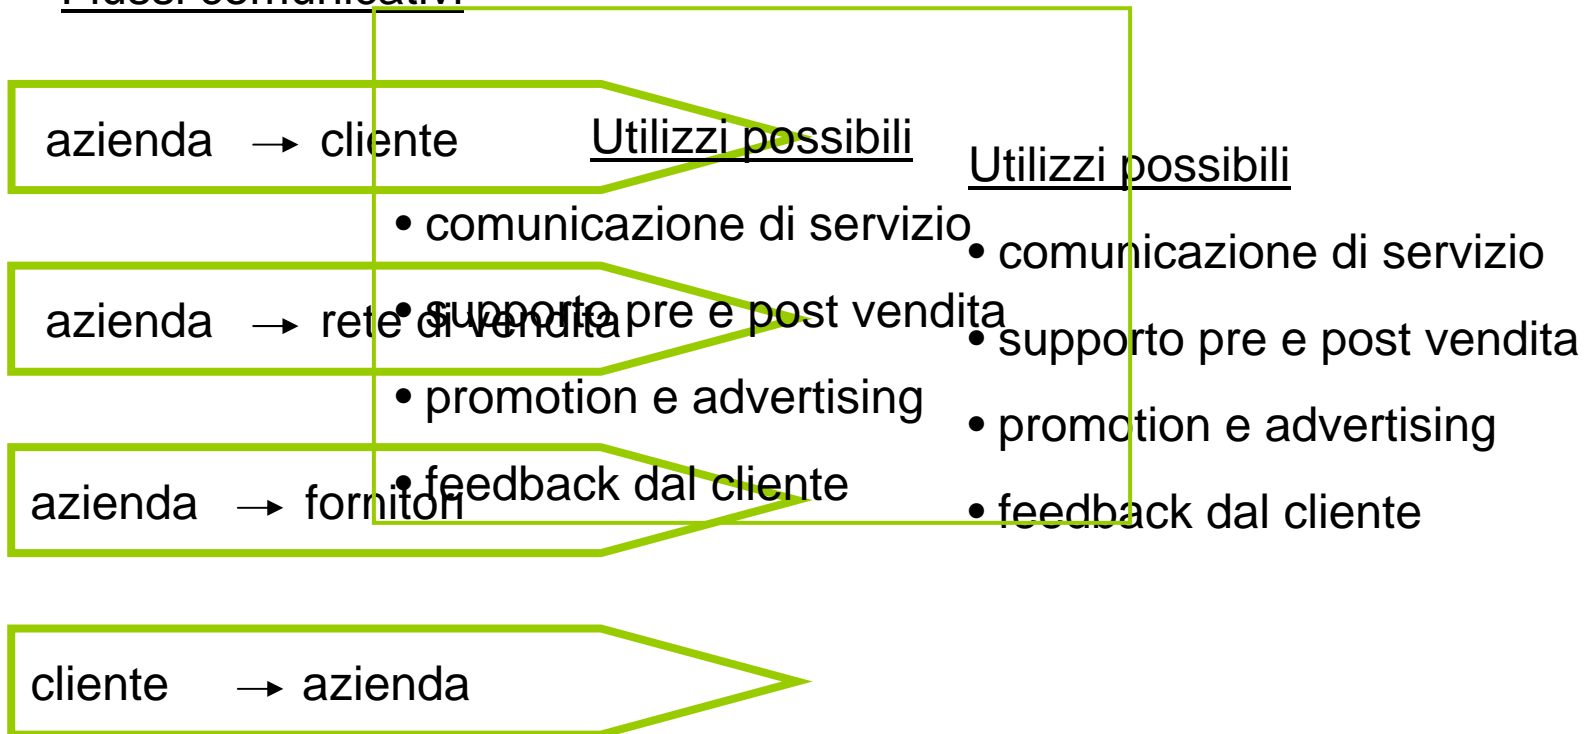 Flussi comunicativi
azienda → cliente
azienda → rete di vendita
azienda → fornitori
cliente → azienda
Utilizzi possibili
• comunicazione di servizio
• supporto pre e post vendita
• promotion e advertising
• feedback dal cliente
Utilizzi possibili
• comunicazione di servizio
• supporto pre e post vendita
• promotion e advertising
• feedback dal cliente